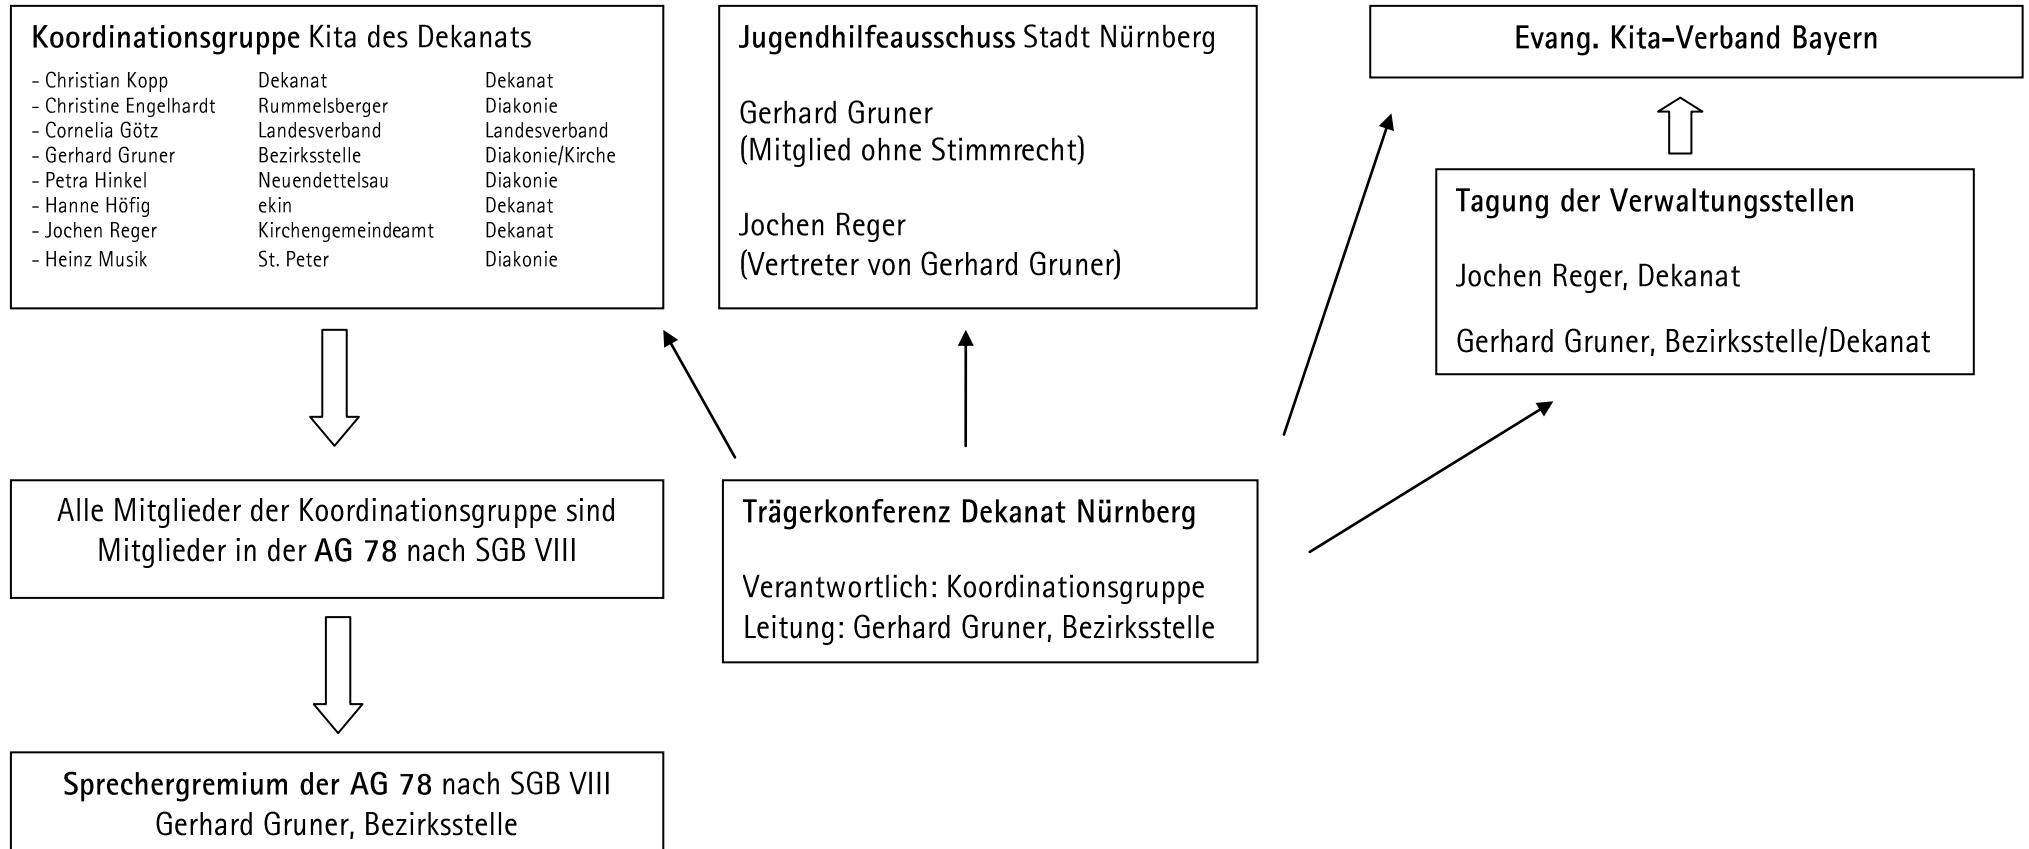 Koordinationsgruppe Kita des Dekanats
- Christian Kopp Dekanat Dekanat
- Christine Engelhardt Rummelsberger Diakonie
- Cornelia Götz Landesverband Landesverband
- Gerhard Gruner Bezirksstelle Diakonie/Kirche
- Petra Hinkel Neuendettelsau Diakonie
- Hanne Höfig ekin Dekanat
- Jochen Reger Kirchengemeindeamt Dekanat
- Heinz Musik St. Peter Diakonie
Jugendhilfeausschuss Stadt Nürnberg
Gerhard Gruner
(Mitglied ohne Stimmrecht)
Jochen Reger
(Vertreter von Gerhard Gruner)
Evang. Kita-Verband Bayern
Tagung der Verwaltungsstellen
Jochen Reger, Dekanat
Gerhard Gruner, Bezirksstelle/Dekanat
Alle Mitglieder der Koordinationsgruppe sind
Mitglieder in der AG 78 nach SGB VIII
Trägerkonferenz Dekanat Nürnberg
Verantwortlich: Koordinationsgruppe
Leitung: Gerhard Gruner, Bezirksstelle
Sprechergremium der AG 78 nach SGB VIII
Gerhard Gruner, Bezirksstelle